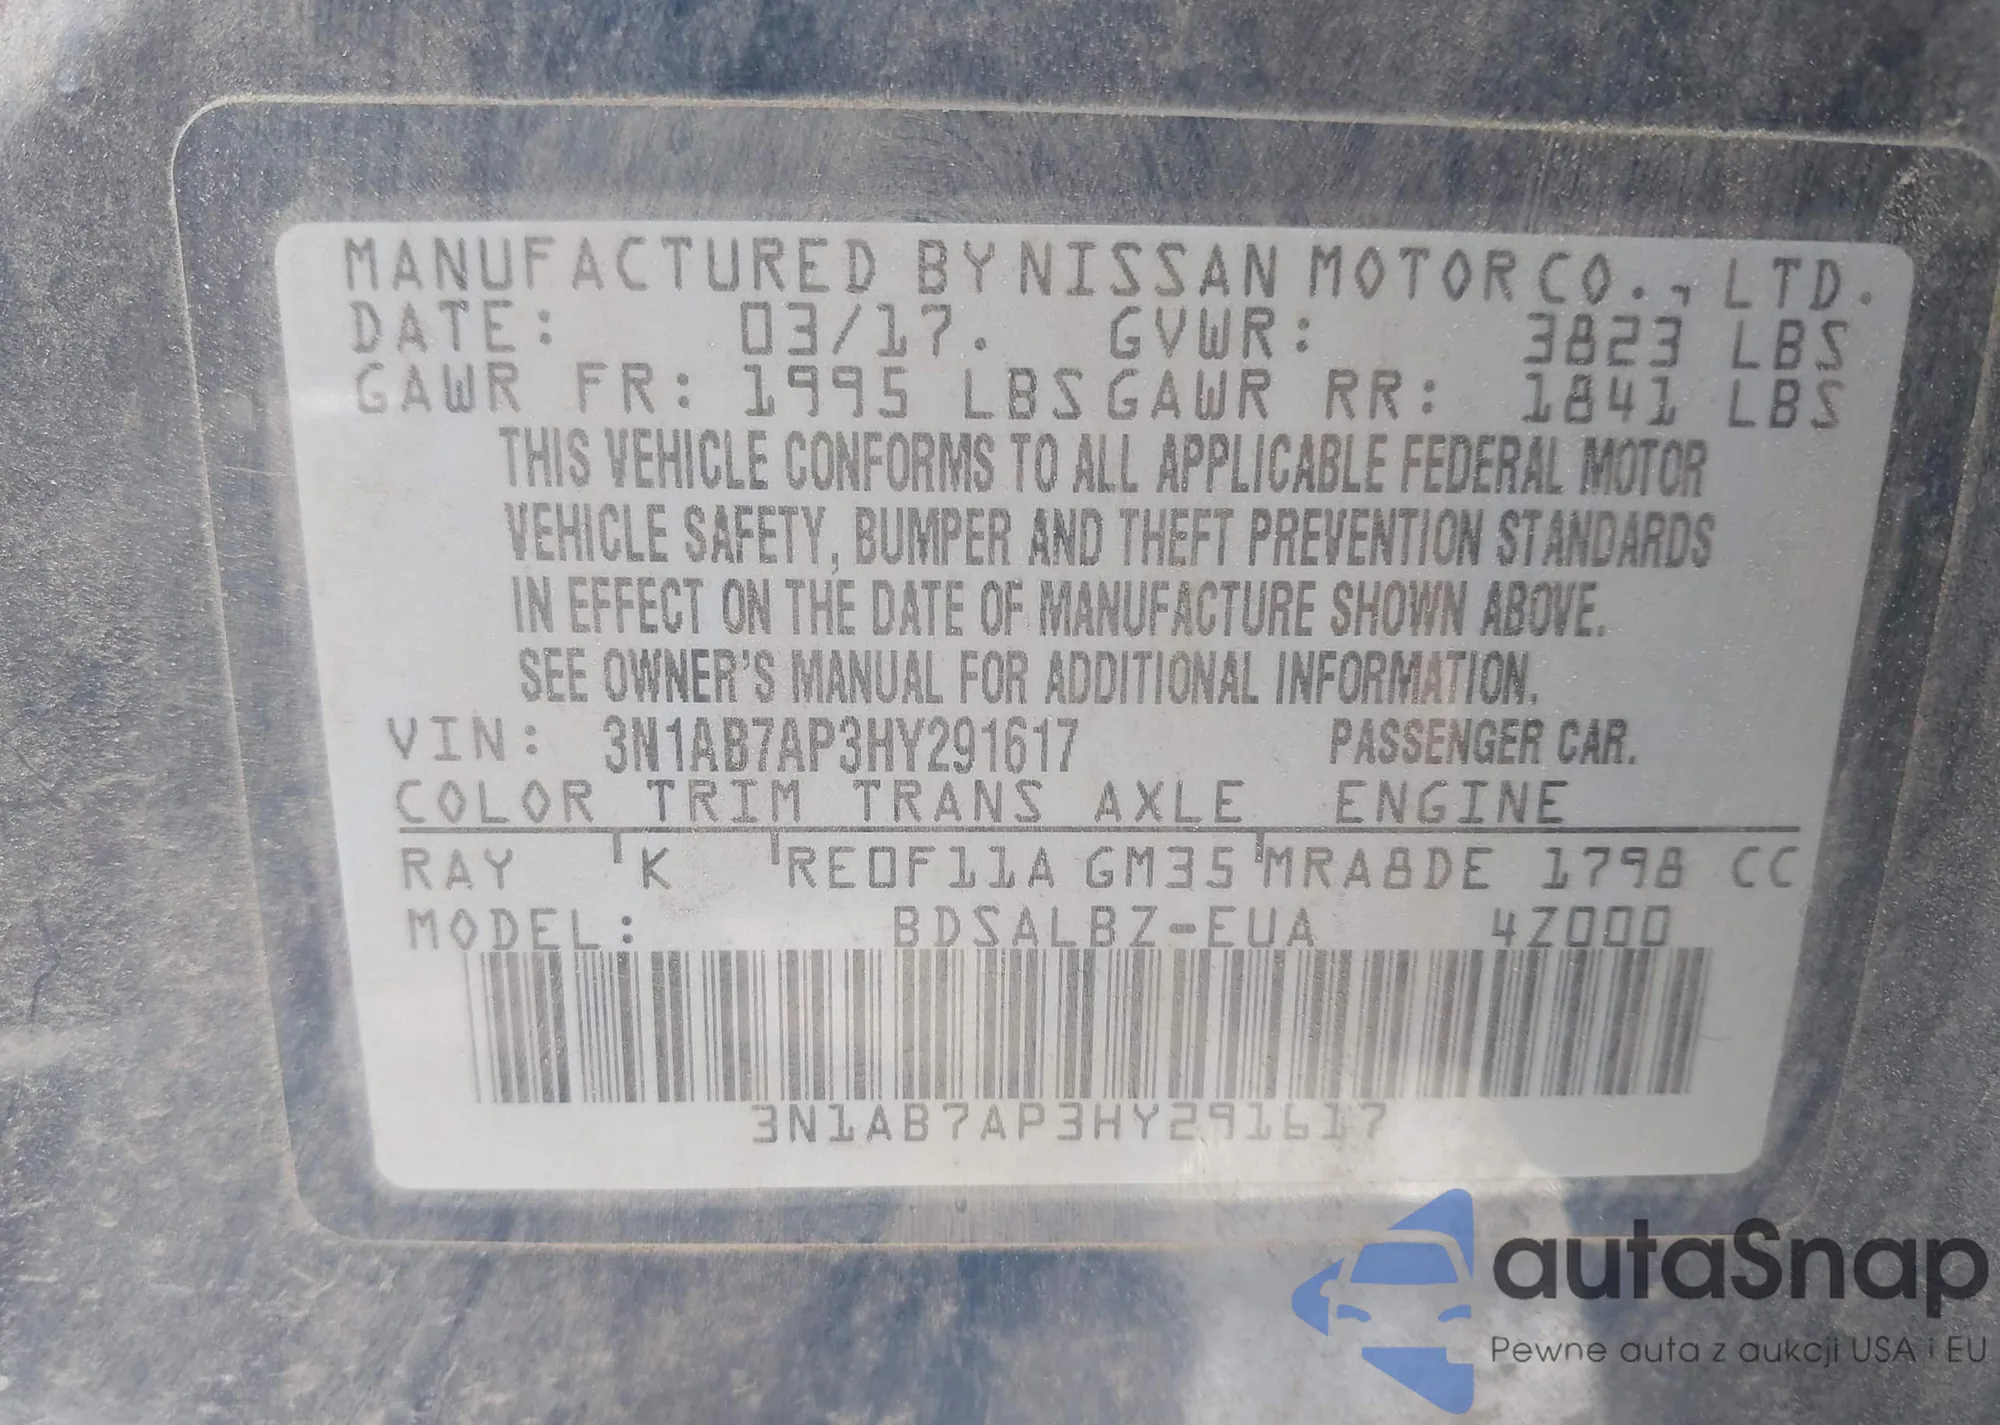 MANUFACTURED BY NISSAN MOTOR CO., LTD.
DATE: 03/17. GVWR: 3823 LBS
GAWR FR: 1995 LBS GAWR RR: 1841 LBS
THIS VEHICLE CONFORMS TO ALL APPLICABLE FEDERAL MOTOR
VEHICLE SAFETY, BUMPER AND THEFT PREVENTION STANDARDS
IN EFFECT ON THE DATE OF MANUFACTURE SHOWN ABOVE.
SEE OWNER'S MANUAL FOR ADDITIONAL INFORMATION.
VIN: 3N1AB7AP3HY291617 PASSENGER CAR.
COLOR TRIM TRANS AXLE ENGINE
RAY K RE0F11A GM35 MRA8DE 1798 CC
MODEL: BDSALBZ-EUA 4Z000
3N1AB7AP3HY291617
autaSnap
Pewne auta z aukcji USA i EU